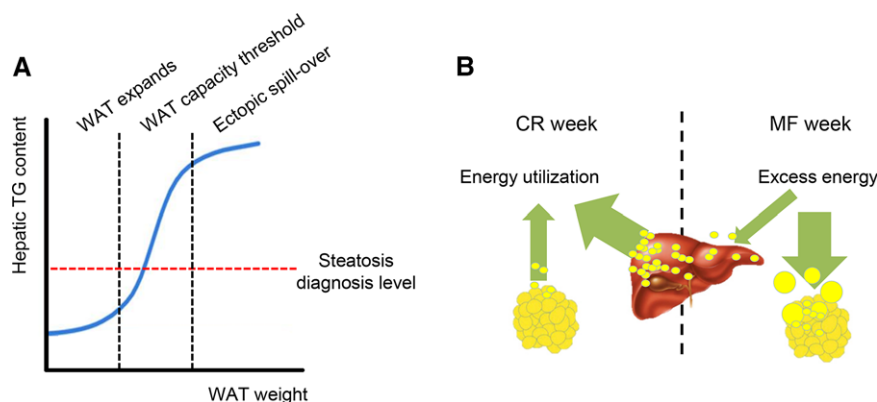 A
WAT expands
WAT capacity threshold
Ectopic spill-over
Hepatic TG content
Steatosis
diagnosis level
WAT weight
B
CR week
MF week
Energy utilization
Excess energy